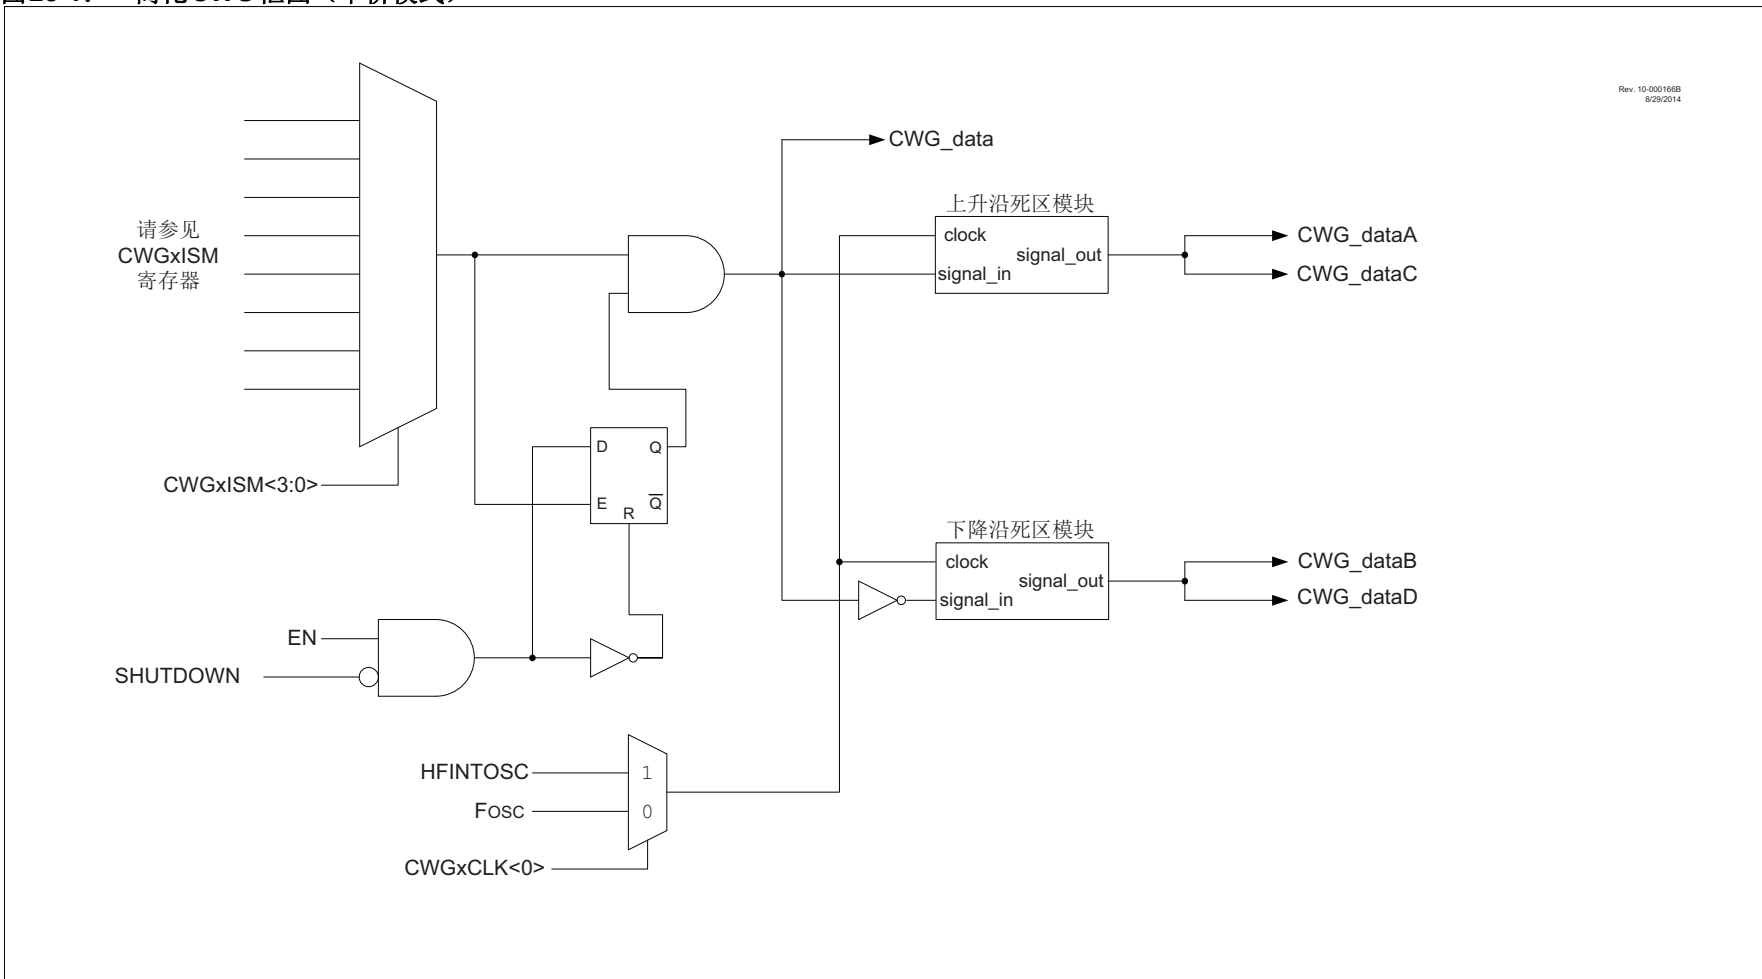 Rev. 10-000166B
8/29/2014
CWG_data
上升沿死区模块
clock
signal_in
signal_out
CWG_dataA
CWG_dataC
请参见
CWGxISM
寄存器
CWGxISM<3:0>
D
Q
E
Q̅
R
下降沿死区模块
clock
signal_in
signal_out
CWG_dataB
CWG_dataD
EN
SHUTDOWN
HFINTOSC
1
FOSC
0
CWGxCLK<0>